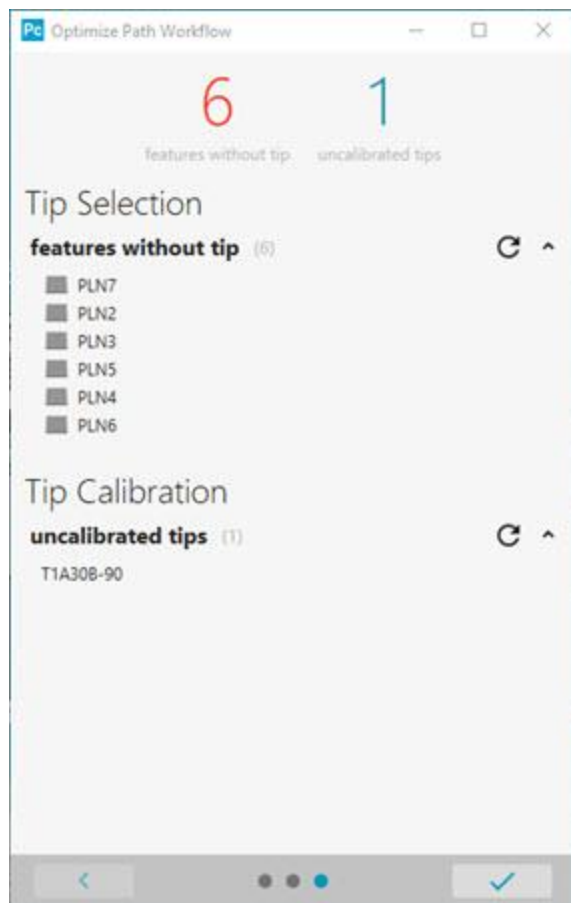 Pc Optimize Path Workflow
6 1
features without tip uncalibrated tips
Tip Selection
features without tip (6)
PLN7
PLN2
PLN3
PLN5
PLN4
PLN6
Tip Calibration
uncalibrated tips (1)
T1A30B-90